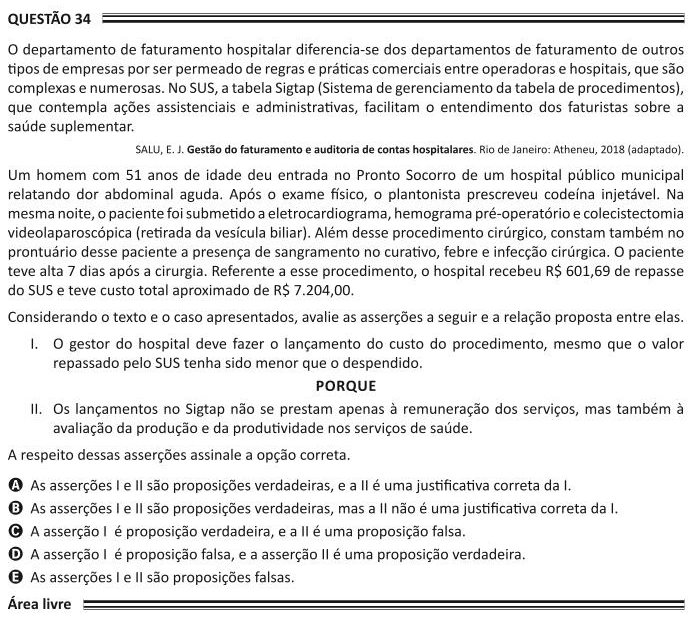 QUESTÃO 34
O departamento de faturamento hospitalar diferencia-se dos departamentos de faturamento de outros
tipos de empresas por ser permeado de regras e práticas comerciais entre operadoras e hospitais, que são
complexas e numerosas. No SUS, a tabela Sigtap (Sistema de gerenciamento da tabela de procedimentos),
que contempla ações assistenciais e administrativas, facilitam o entendimento dos faturistas sobre a
saúde suplementar.
SALU, E. J. Gestão do faturamento e auditoria de contas hospitalares. Rio de Janeiro: Atheneu, 2018 (adaptado).
Um homem com 51 anos de idade deu entrada no Pronto Socorro de um hospital público municipal
relatando dor abdominal aguda. Após o exame físico, o plantonista prescreveu codeína injetável. Na
mesma noite, o paciente foi submetido a eletrocardiograma, hemograma pré-operatório e colecistectomia
videolaparoscópica (retirada da vesícula biliar). Além desse procedimento cirúrgico, constam também no
prontuário desse paciente a presença de sangramento no curativo, febre e infecção cirúrgica. O paciente
teve alta 7 dias após a cirurgia. Referente a esse procedimento, o hospital recebeu R$ 601,69 de repasse
do SUS e teve custo total aproximado de R$ 7.204,00.
Considerando o texto e o caso apresentados, avalie as asserções a seguir e a relação proposta entre elas.
I. O gestor do hospital deve fazer o lançamento do custo do procedimento, mesmo que o valor
repassado pelo SUS tenha sido menor que o despendido.
PORQUE
II. Os lançamentos no Sigtap não se prestam apenas à remuneração dos serviços, mas também à
avaliação da produção e da produtividade nos serviços de saúde.
A respeito dessas asserções assinale a opção correta.
A As asserções I e II são proposições verdadeiras, e a II é uma justificativa correta da I.
B As asserções I e II são proposições verdadeiras, mas a II não é uma justificativa correta da I.
C A asserção I é proposição verdadeira, e a II é uma proposição falsa.
D A asserção I é proposição falsa, e a asserção II é uma proposição verdadeira.
E As asserções I e II são proposições falsas.
Área livre